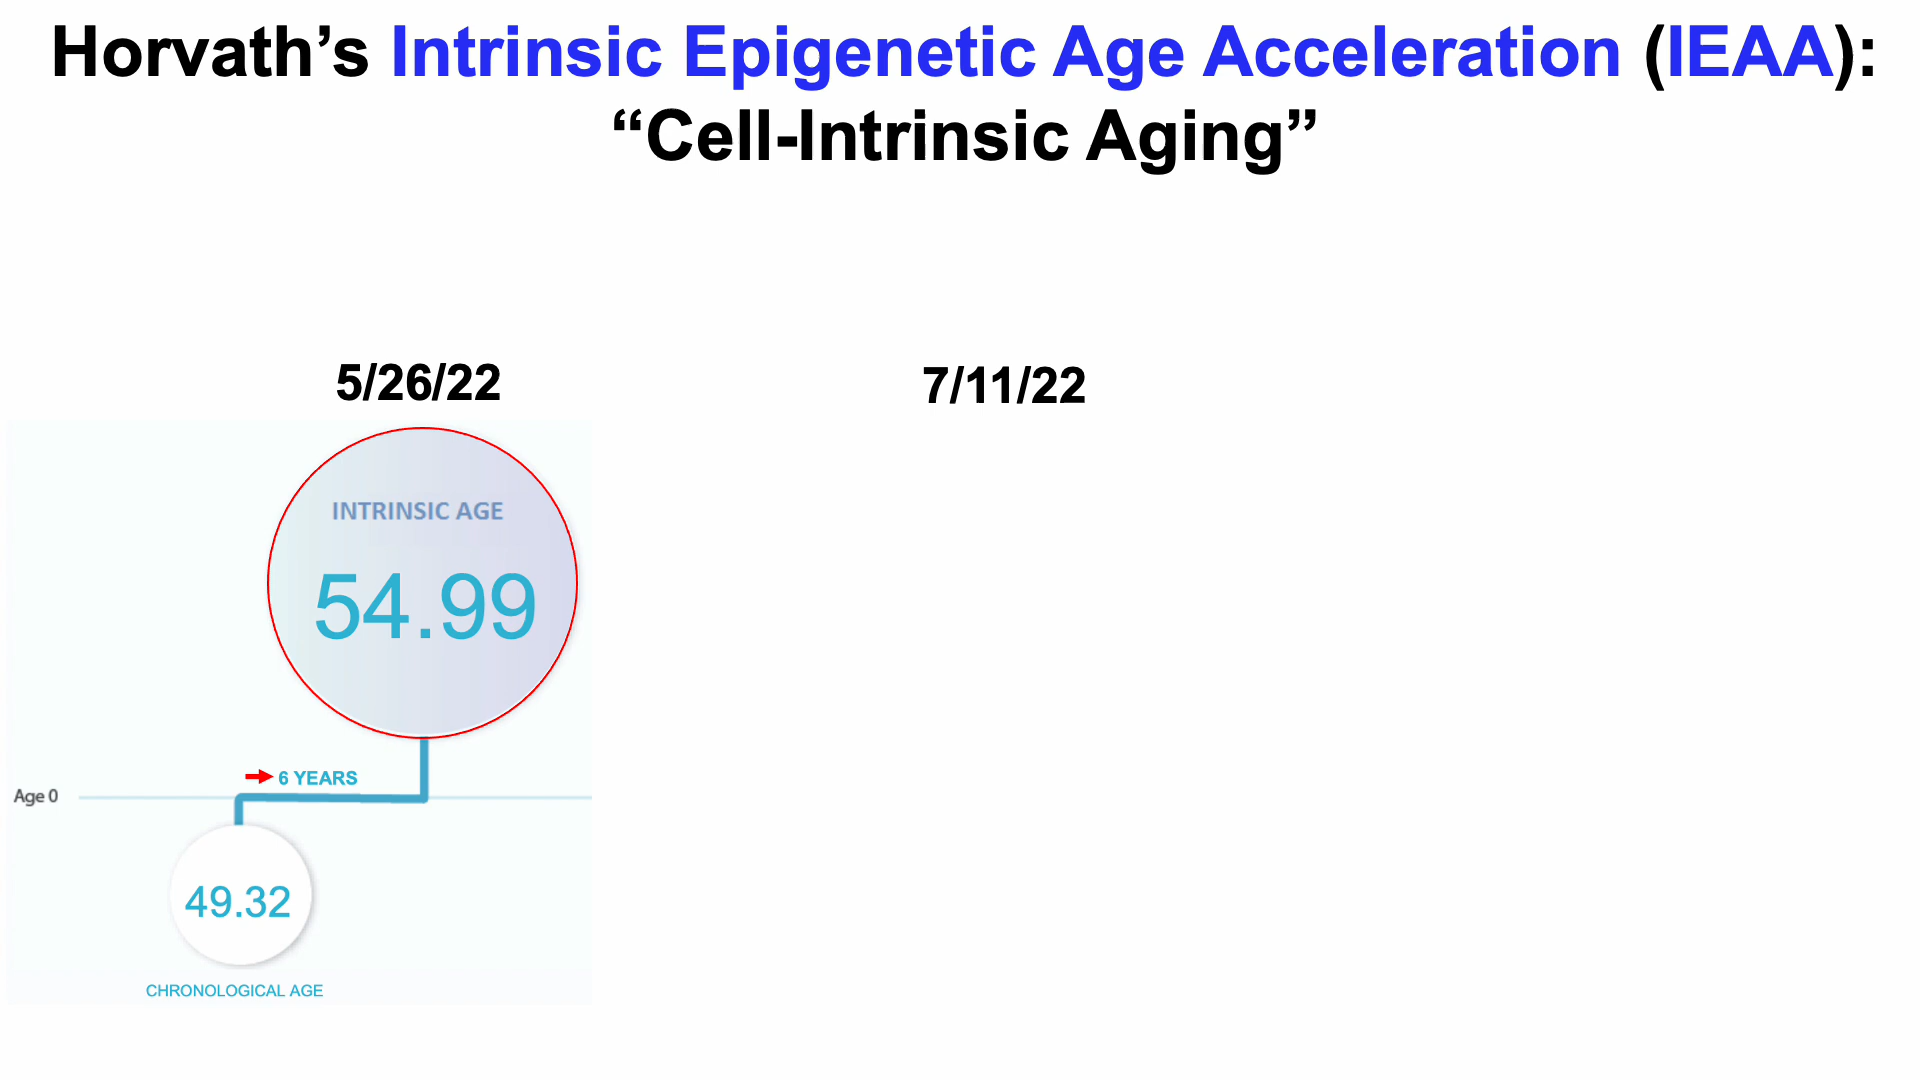 Horvath’s Intrinsic Epigenetic Age Acceleration (IEAA):
“Cell-Intrinsic Aging”
5/26/22
7/11/22
INTRINSIC AGE
54.99
6 YEARS
Age 0
49.32
CHRONOLOGICAL AGE